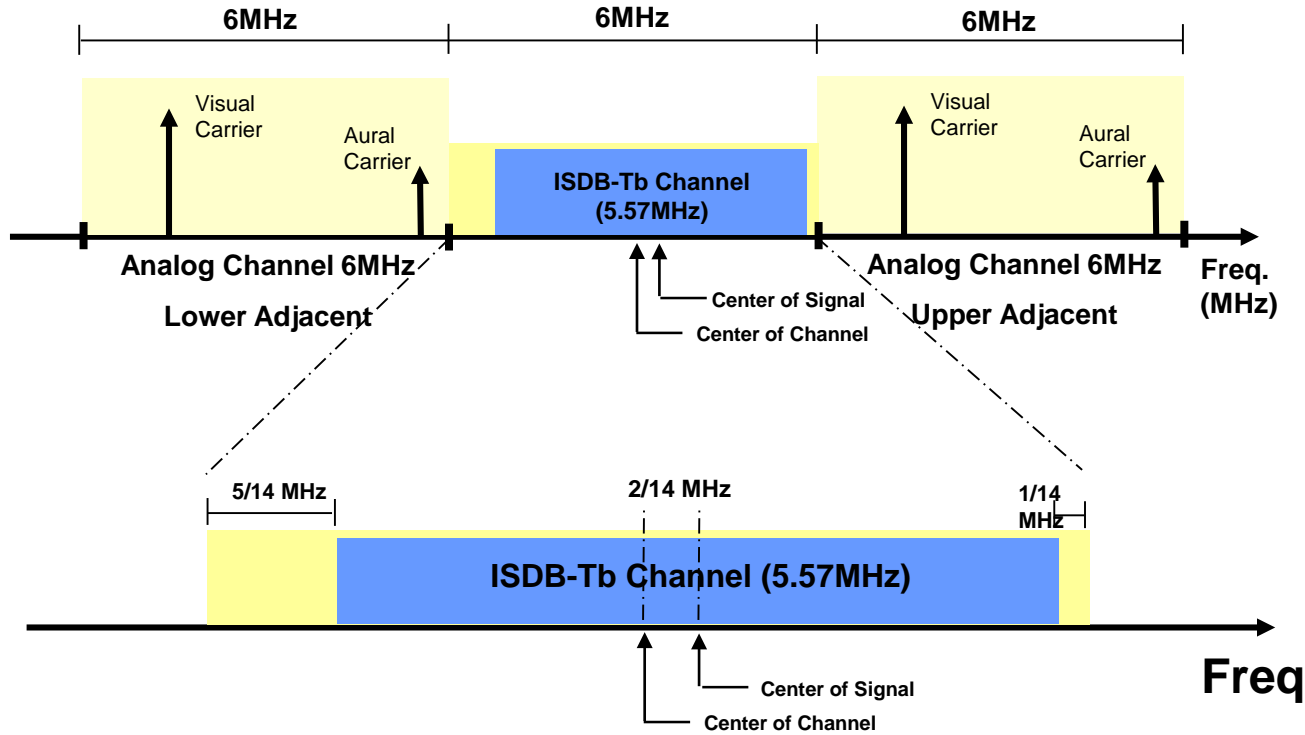 6MHz
6MHz
6MHz
Visual
Carrier
Aural
Carrier
ISDB-Tb Channel
(5.57MHz)
Visual
Carrier
Aural
Carrier
Analog Channel 6MHz
Lower Adjacent
Center of Signal
Center of Channel
Analog Channel 6MHz
Upper Adjacent
Freq.
(MHz)
5/14 MHz
2/14 MHz
1/14
MHz
ISDB-Tb Channel (5.57MHz)
Freq
Center of Signal
Center of Channel